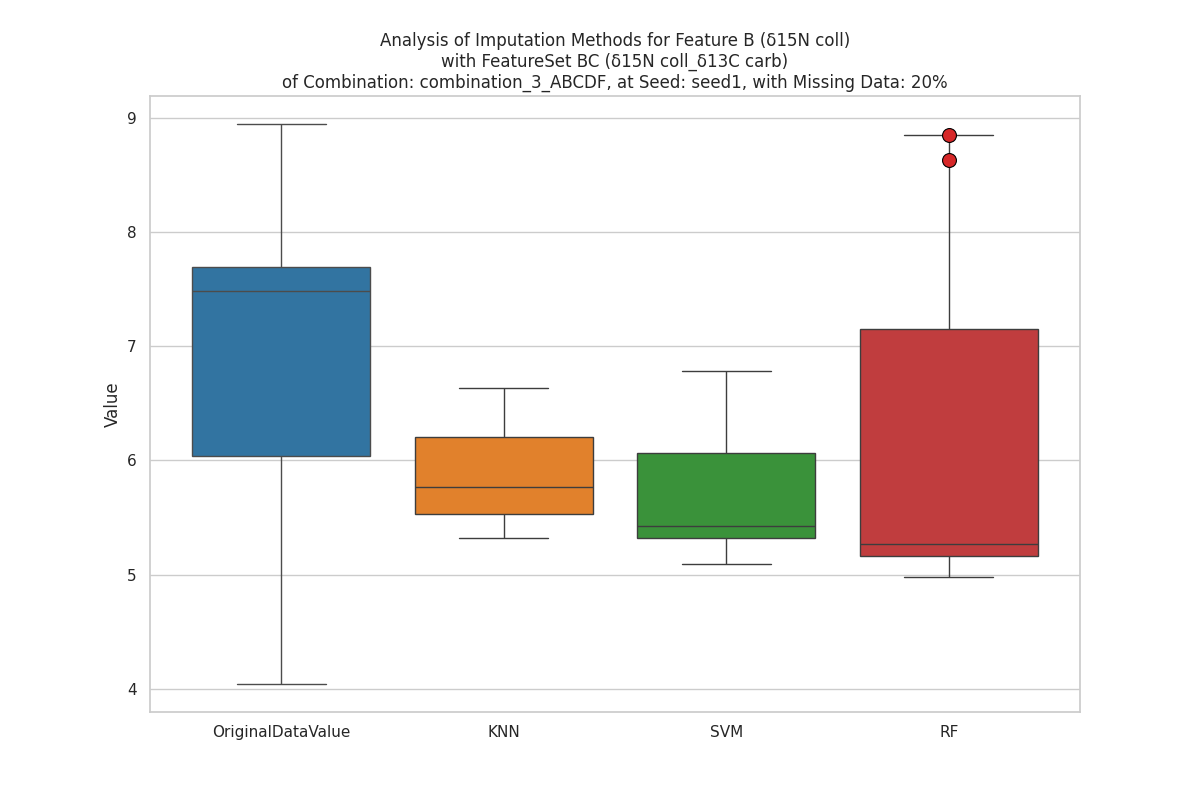 Analysis of Imputation Methods for Feature B (δ15N coll)
with FeatureSet BC (δ15N coll_δ13C carb)
of Combination: combination_3_ABCDF, at Seed: seed1, with Missing Data: 20%
9
8
7
6
5
4
Value
OriginalDataValue
KNN
SVM
RF